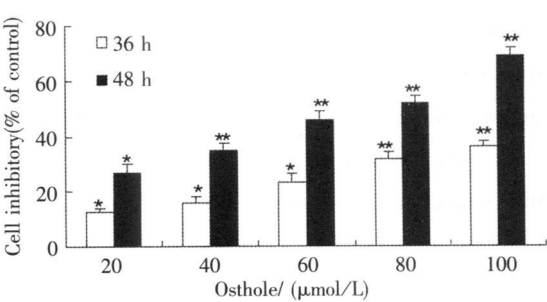 Cell inhibitory(% of control)
80
60
40
20
0
36 h
48 h
* *
* **
* **
** **
** **
20 40 60 80 100
Osthole/ (μmol/L)